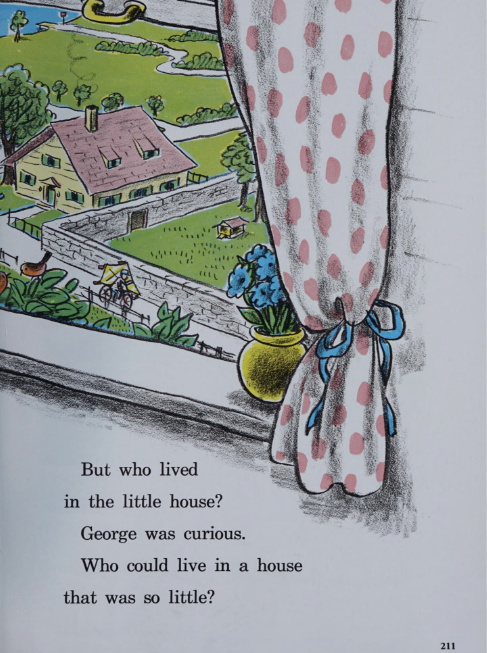 But who lived
in the little house?
George was curious.
Who could live in a house
that was so little?
211